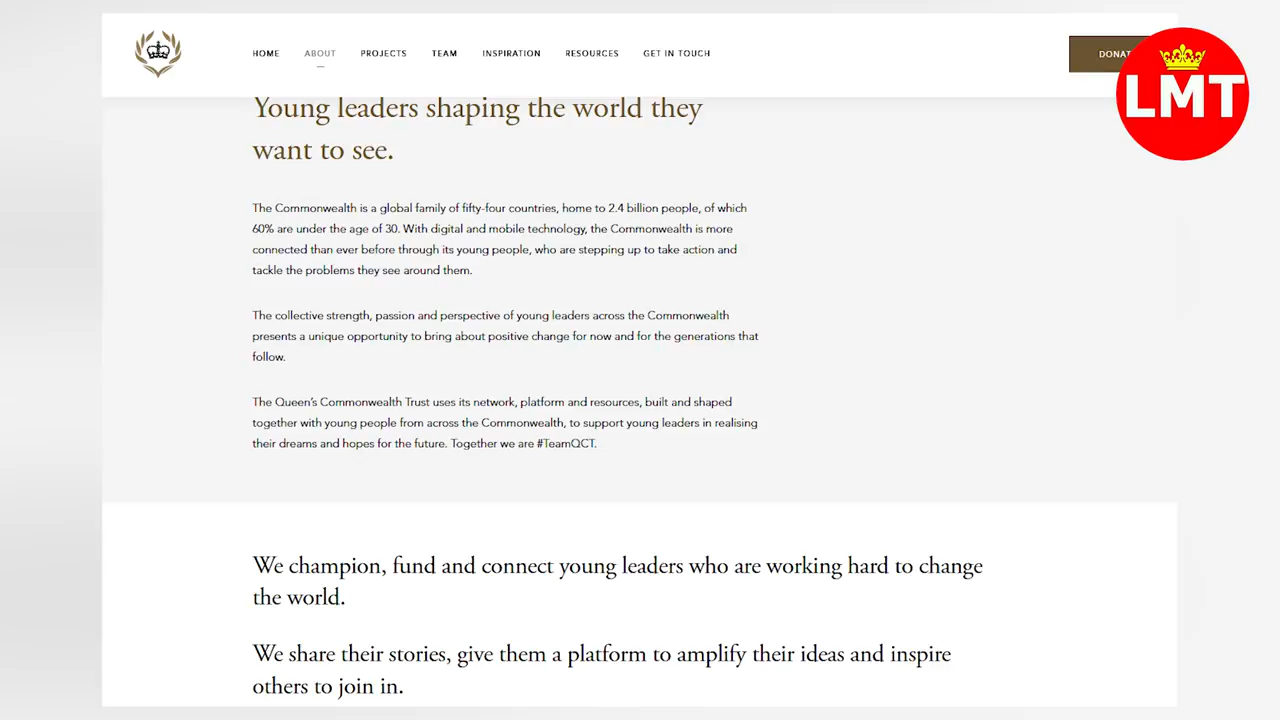 HOME ABOUT PROJECTS TEAM INSPIRATION RESOURCES GET IN TOUCH
LMT
Young leaders shaping the world they
want to see.
The Commonwealth is a global family of fifty-four countries, home to 2.4 billion people, of which
60% are under the age of 30. With digital and mobile technology, the Commonwealth is more
connected than ever before through its young people, who are stepping up to take action and
tackle the problems they see around them.
The collective strength, passion and perspective of young leaders across the Commonwealth
presents a unique opportunity to bring about positive change for now and for the generations that
follow.
The Queen's Commonwealth Trust uses its network, platform and resources, built and shaped
together with young people from across the Commonwealth, to support young leaders in realising
their dreams and hopes for the future. Together we are #TeamQCT.
We champion, fund and connect young leaders who are working hard to change
the world.
We share their stories, give them a platform to amplify their ideas and inspire
others to join in.